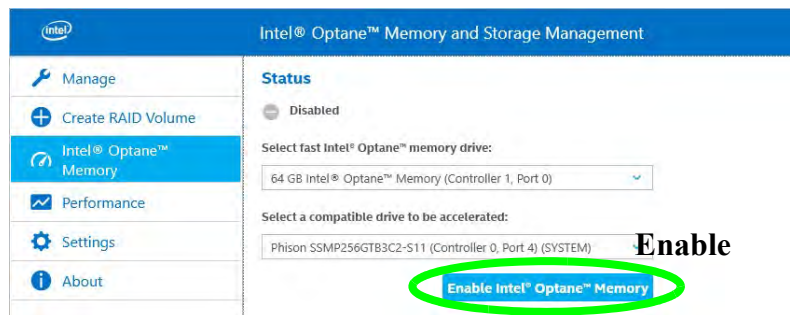 intel
Intel® Optane™ Memory and Storage Management
Manage
Create RAID Volume
Intel® Optane™
Memory
Performance
Settings
About
Status
Disabled
Select fast Intel® Optane™ memory drive:
64 GB Intel® Optane™ Memory (Controller 1, Port 0)
Select a compatible drive to be accelerated:
Phison SSMP256GTB3C2-S11 (Controller 0, Port 4) (SYSTEM)
Enable
Enable Intel® Optane™ Memory